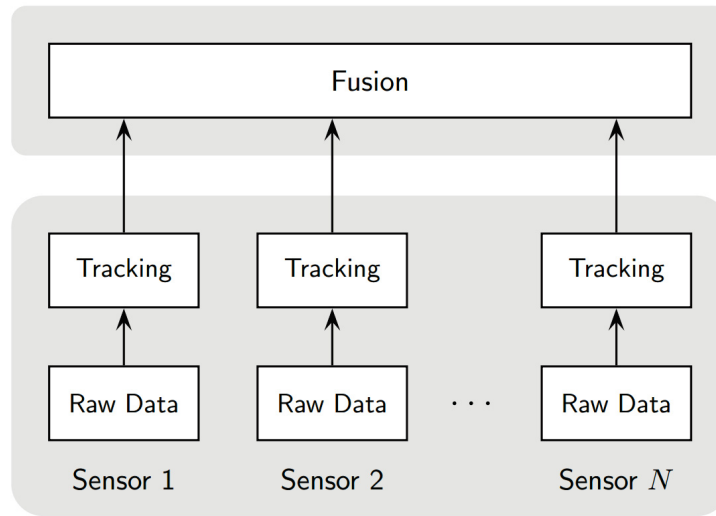 Fusion
Tracking Tracking Tracking
Raw Data Raw Data . . . Raw Data
Sensor 1 Sensor 2 Sensor N